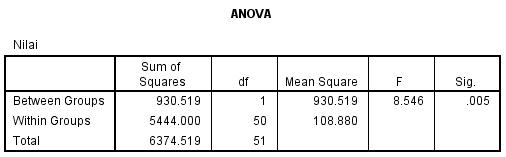 ANOVA
Nilai
Sum of Squares df Mean Square F Sig.
Between Groups 930.519 1 930.519 8.546 .005
Within Groups 5444.000 50 108.880
Total 6374.519 51